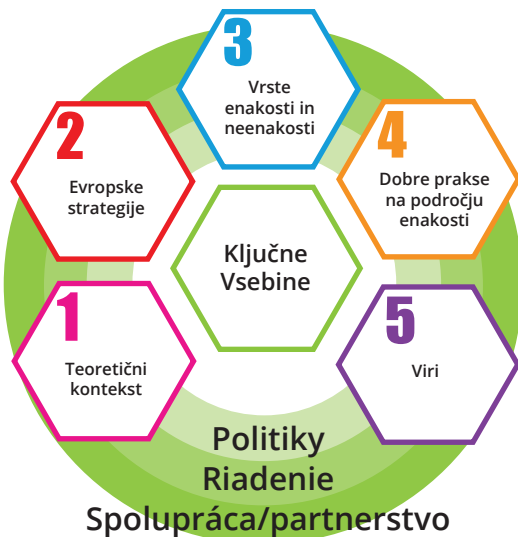 1
Teoretični
kontekst
2
Evropske
strategije
3
Vrste
enakosti in
neenakosti
4
Dobre prakse
na področju
enakosti
5
Viri
Ključne
Vsebine
Politiky
Riadenie
Spolupráca/partnerstvo